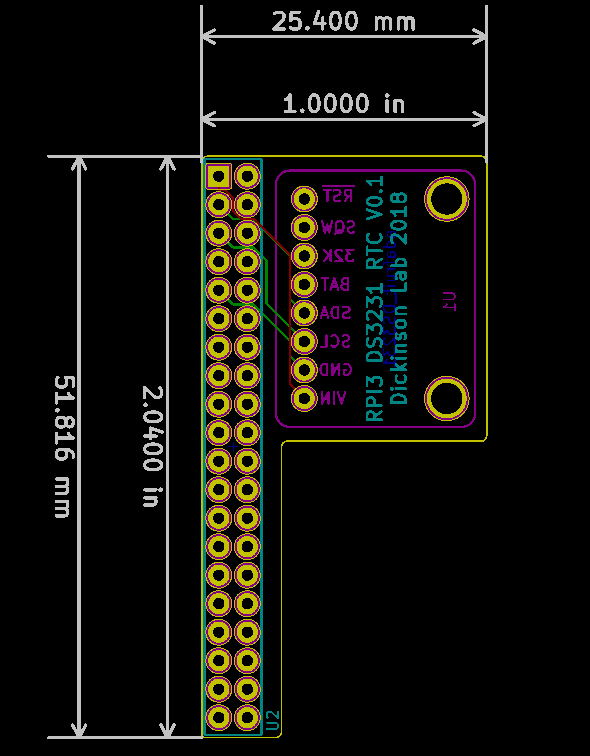 25.400 mm
1.0000 in
51.816 mm
2.0400 in
RST
SQW
32K
BAT
SDA
SCL
GND
VIN
RPI3 DS3231 RTC V0.1
Dickinson Lab 2018
U1
U2